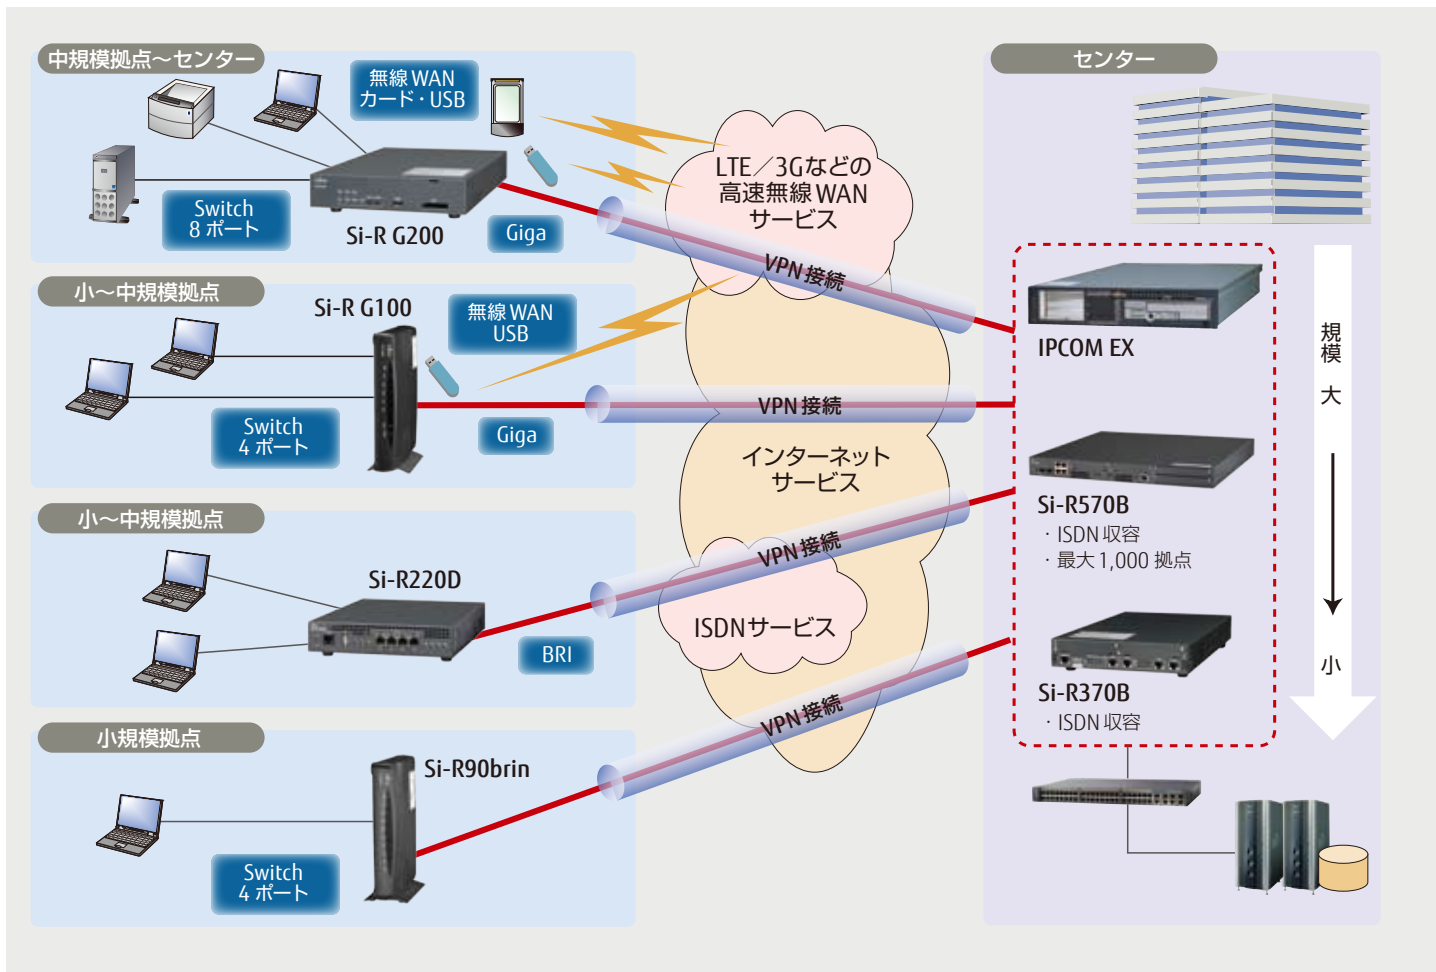 中規模拠点～センター
無線WAN
カード・USB
Switch
8 ポート
Si-R G200
Giga
小～中規模拠点
Si-R G100
無線WAN
USB
Switch
4 ポート
Giga
小～中規模拠点
Si-R220D
BRI
小規模拠点
Si-R90brin
Switch
4 ポート
LTE／3Gなどの
高速無線WAN
サービス
VPN接続
VPN接続
インターネット
サービス
VPN接続
ISDNサービス
VPN接続
センター
IPCOM EX
Si-R570B
・ISDN収容
・最大1,000 拠点
Si-R370B
・ISDN収容
規模 大
小